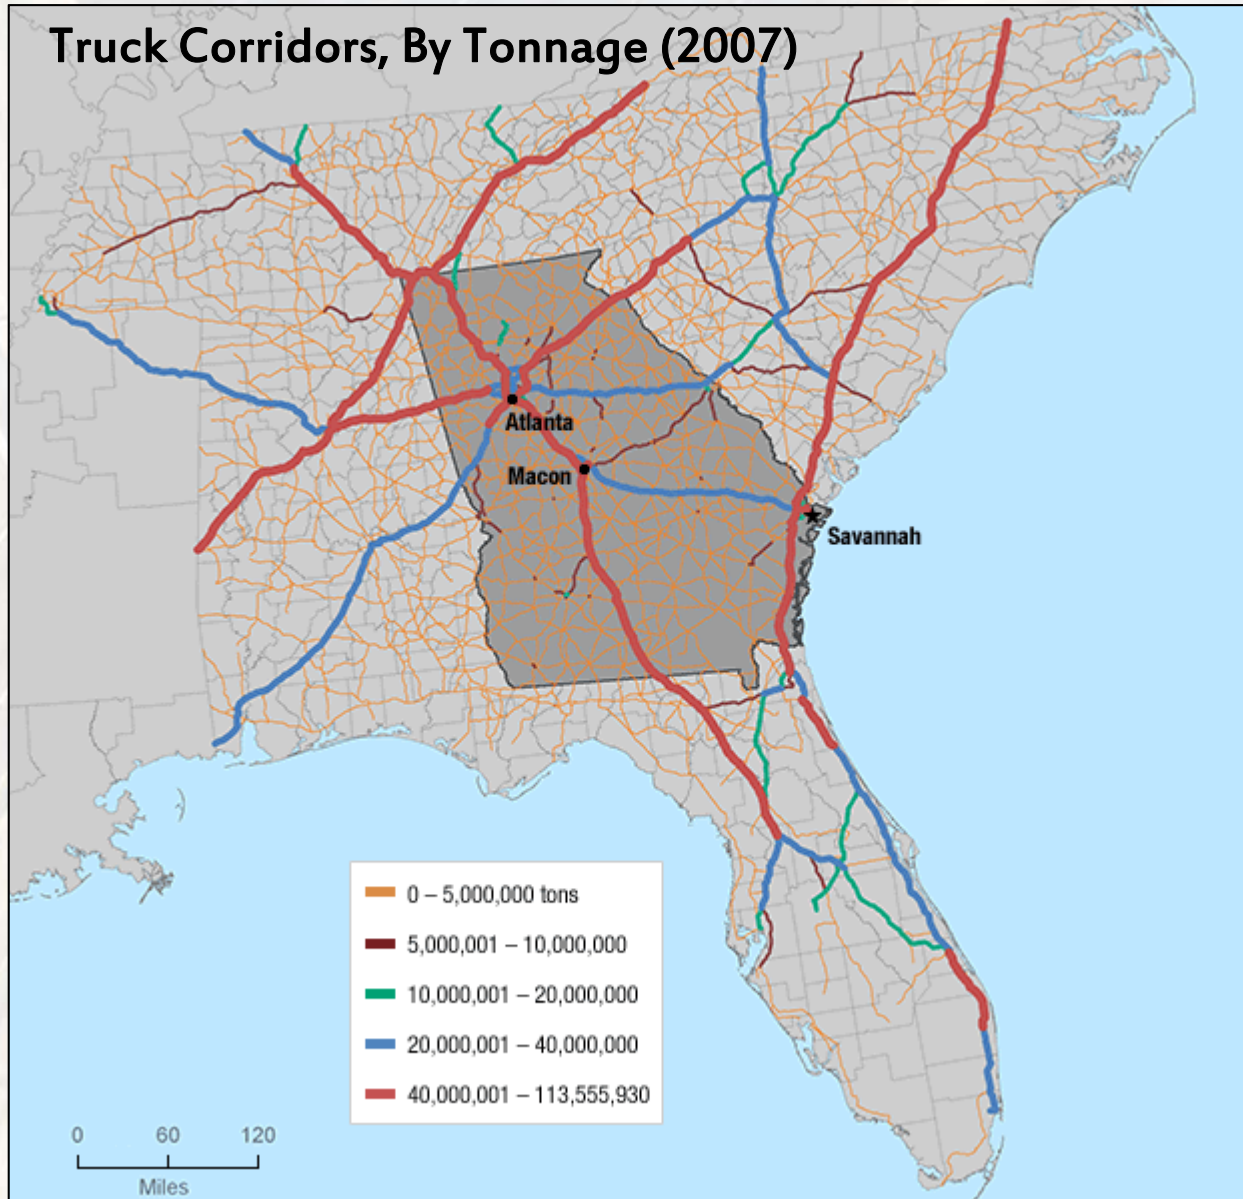 Truck Corridors, By Tonnage (2007)
Atlanta
Macon
Savannah
0 – 5,000,000 tons
5,000,001 – 10,000,000
10,000,001 – 20,000,000
20,000,001 – 40,000,000
40,000,001 – 113,555,930
0 60 120
Miles